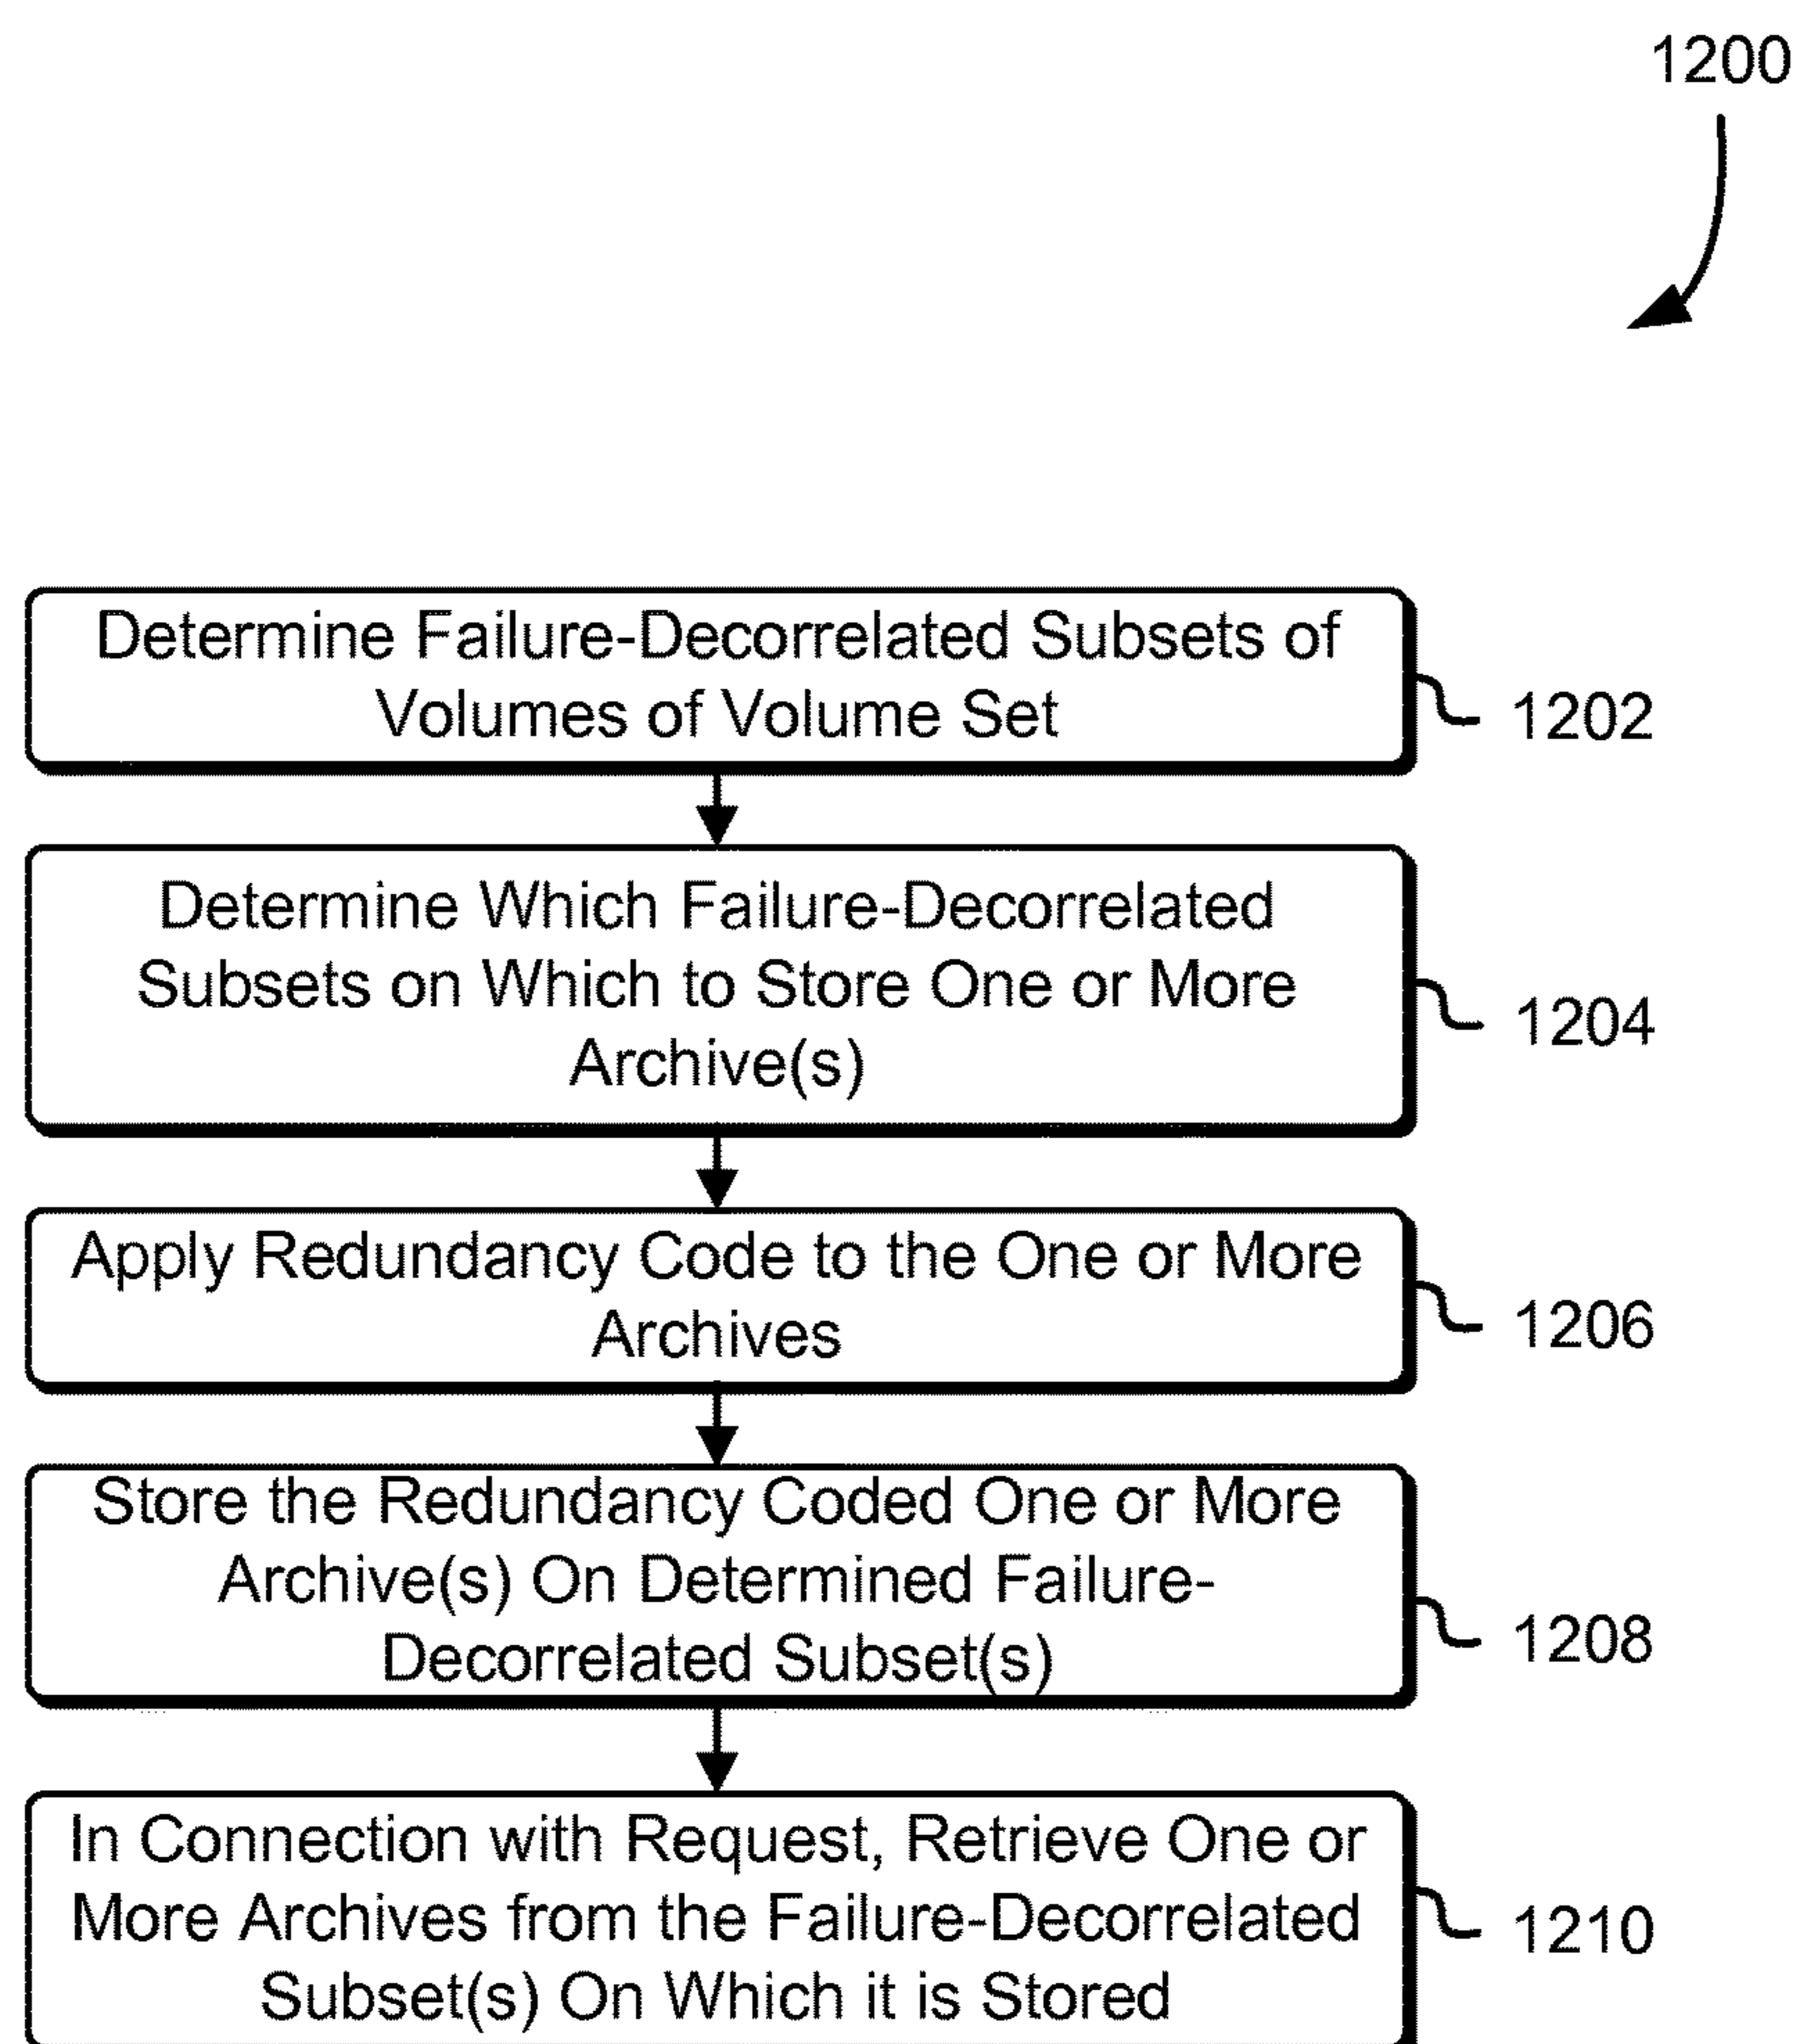 1200
Determine Failure-Decorrelated Subsets of
Volumes of Volume Set
1202
Determine Which Failure-Decorrelated
Subsets on Which to Store One or More
Archive(s)
1204
Apply Redundancy Code to the One or More
Archives
1206
Store the Redundancy Coded One or More
Archive(s) On Determined Failure-
Decorrelated Subset(s)
1208
In Connection with Request, Retrieve One or
More Archives from the Failure-Decorrelated
Subset(s) On Which it is Stored
1210